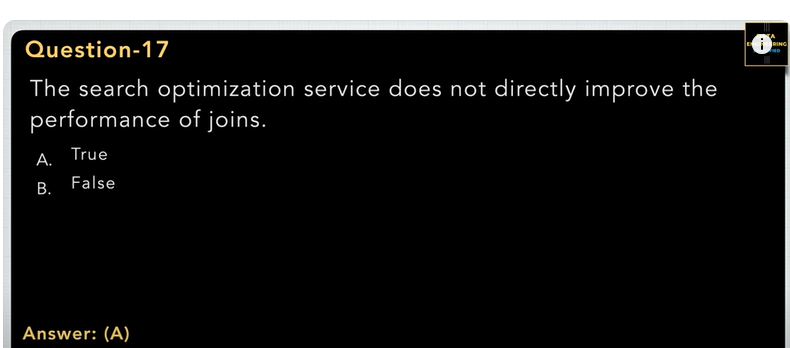 Question-17
The search optimization service does not directly improve the
performance of joins.
A. True
B. False
Answer: (A)